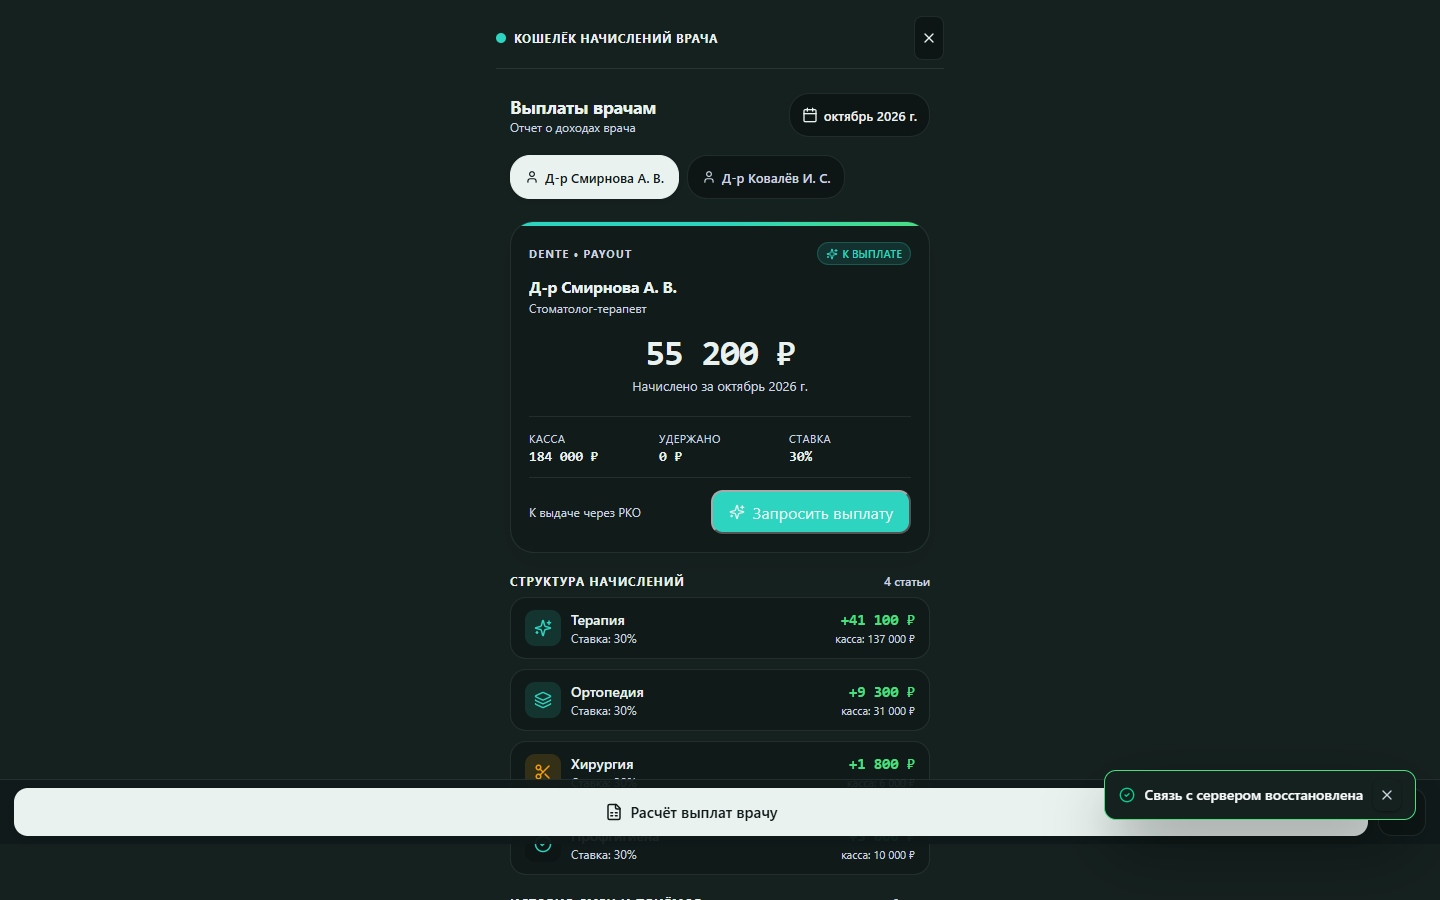 КОШЕЛЁК НАЧИСЛЕНИЙ ВРАЧА
Выплаты врачам
Отчет о доходах врача
октябрь 2026 г.
Д-р Смирнова А. В.
Д-р Ковалёв И. С.
DENTE • PAYOUT
К ВЫПЛАТЕ
Д-р Смирнова А. В.
Стоматолог-терапевт
55 200 ₽
Начислено за октябрь 2026 г.
КАССА
УДЕРЖАНО
СТАВКА
184 000 ₽
0 ₽
30%
К выдаче через РКО
Запросить выплату
СТРУКТУРА НАЧИСЛЕНИЙ
4 статьи
Терапия
+41 100 ₽
Ставка: 30%
касса: 137 000 ₽
Ортопедия
+9 300 ₽
Ставка: 30%
касса: 31 000 ₽
Хирургия
+1 800 ₽
Связь с сервером восстановлена
Расчёт выплат врачу
Ставка: 30%
касса: 10 000 ₽